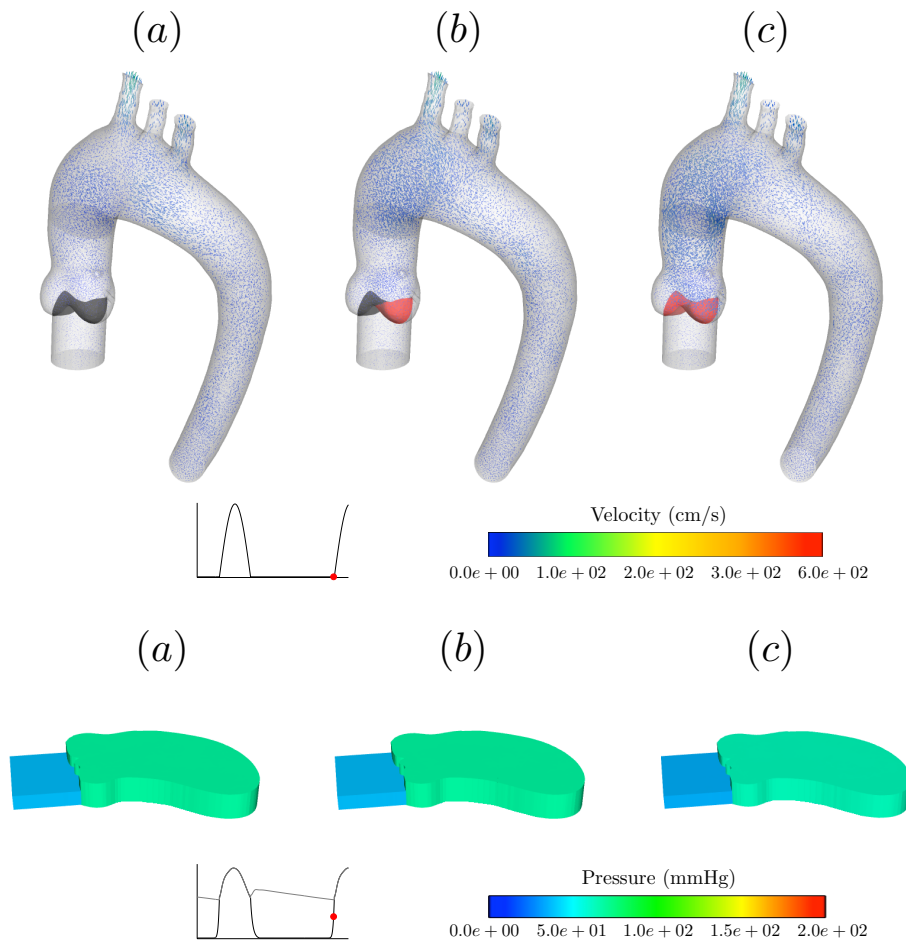 (a) (b) (c)
Velocity (cm/s)
0.0e + 00 1.0e + 02 2.0e + 02 3.0e + 02 6.0e + 02
(a) (b) (c)
Pressure (mmHg)
0.0e + 00 5.0e + 01 1.0e + 02 1.5e + 02 2.0e + 02